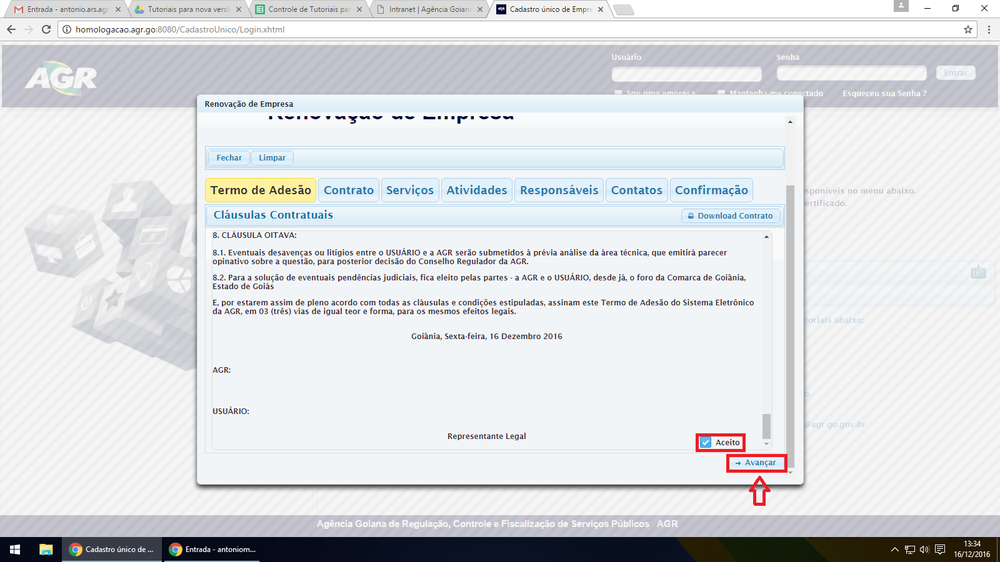 Entrada - antonio.ars.agr
Tutoriais para nova versã
Controle de Tutoriais par
Intranet | Agência Goiana
Cadastro único de Empre
homologacao.agr.go:8080/CadastroUnico/Login.xhtml
AGR
Usuário
Senha
Entrar
Sou uma empresa
Mantenha-me conectado
Esqueceu sua Senha ?
Renovação de Empresa
Renovação de Empresa
Fechar
Limpar
Termo de Adesão
Contrato
Serviços
Atividades
Responsáveis
Contatos
Confirmação
Cláusulas Contratuais
Download Contrato
8. CLÁUSULA OITAVA:
8.1. Eventuais desavenças ou litígios entre o USUÁRIO e a AGR serão submetidos à prévia análise da área técnica, que emitirá parecer
opinativo sobre a questão, para posterior decisão do Conselho Regulador da AGR.
8.2. Para a solução de eventuais pendências judiciais, fica eleito pelas partes - a AGR e o USUÁRIO, desde já, o foro da Comarca de Goiânia,
Estado de Goiás
E, por estarem assim de pleno acordo com todas as cláusulas e condições estipuladas, assinam este Termo de Adesão do Sistema Eletrônico
da AGR, em 03 (três) vias de igual teor e forma, para os mesmos efeitos legais.
Goiânia, Sexta-feira, 16 Dezembro 2016
AGR:
USUÁRIO:
Representante Legal
Aceito
Avançar
sponíveis no menu abaixo.
ertificado.
toriais abaixo:
o.
@agr.go.gov.br
Agência Goiana de Regulação, Controle e Fiscalização de Serviços Públicos AGR
Cadastro único de ...
Entrada - antoniom...
13:34
16/12/2016